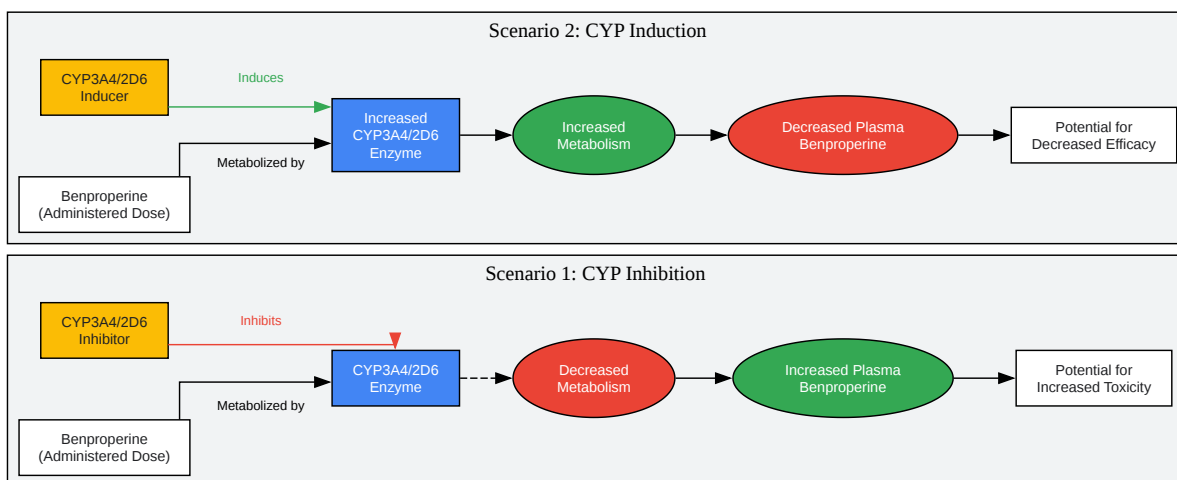 Scenario 2: CYP Induction
CYP3A4/2D6
Inducer
Induces
Increased
CYP3A4/2D6
Enzyme
Increased
Metabolism
Decreased Plasma
Benproperine
Potential for
Decreased Efficacy
Metabolized by
Benproperine
(Administered Dose)
Scenario 1: CYP Inhibition
CYP3A4/2D6
Inhibitor
Inhibits
CYP3A4/2D6
Enzyme
Decreased
Metabolism
Increased Plasma
Benproperine
Potential for
Increased Toxicity
Metabolized by
Benproperine
(Administered Dose)